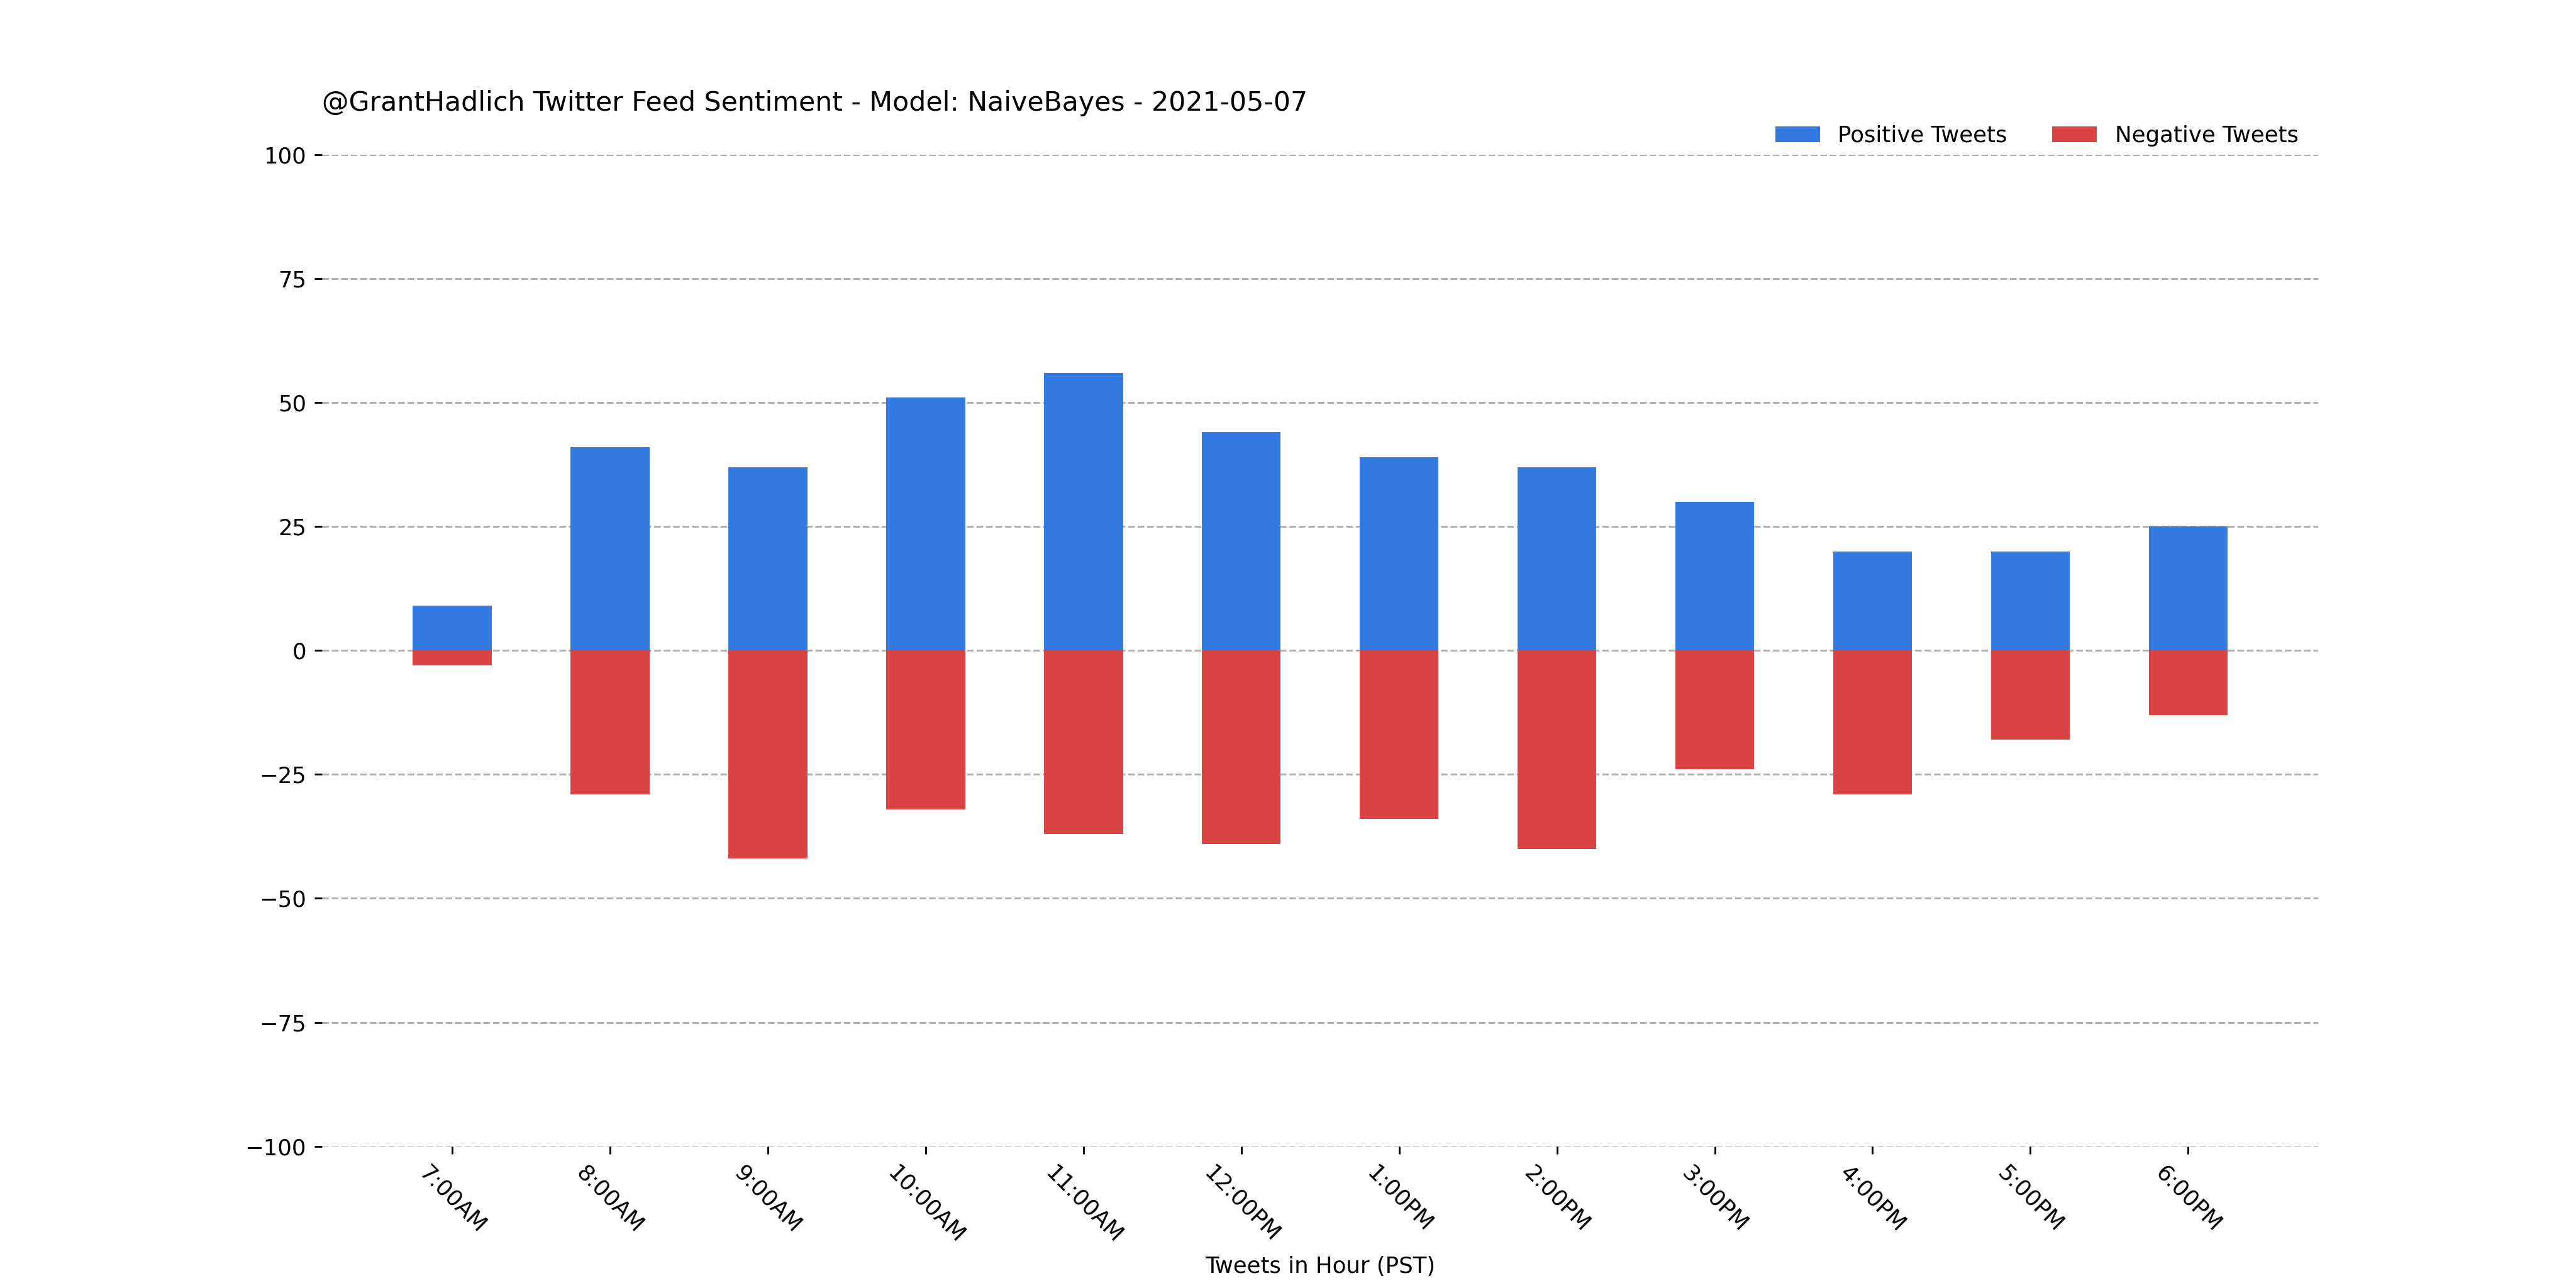 @GrantHadlich Twitter Feed Sentiment - Model: NaiveBayes - 2021-05-07
Positive Tweets
Negative Tweets
100
75
50
25
0
−25
−50
−75
−100
7:00AM
8:00AM
9:00AM
10:00AM
11:00AM
12:00PM
1:00PM
2:00PM
3:00PM
4:00PM
5:00PM
6:00PM
Tweets in Hour (PST)